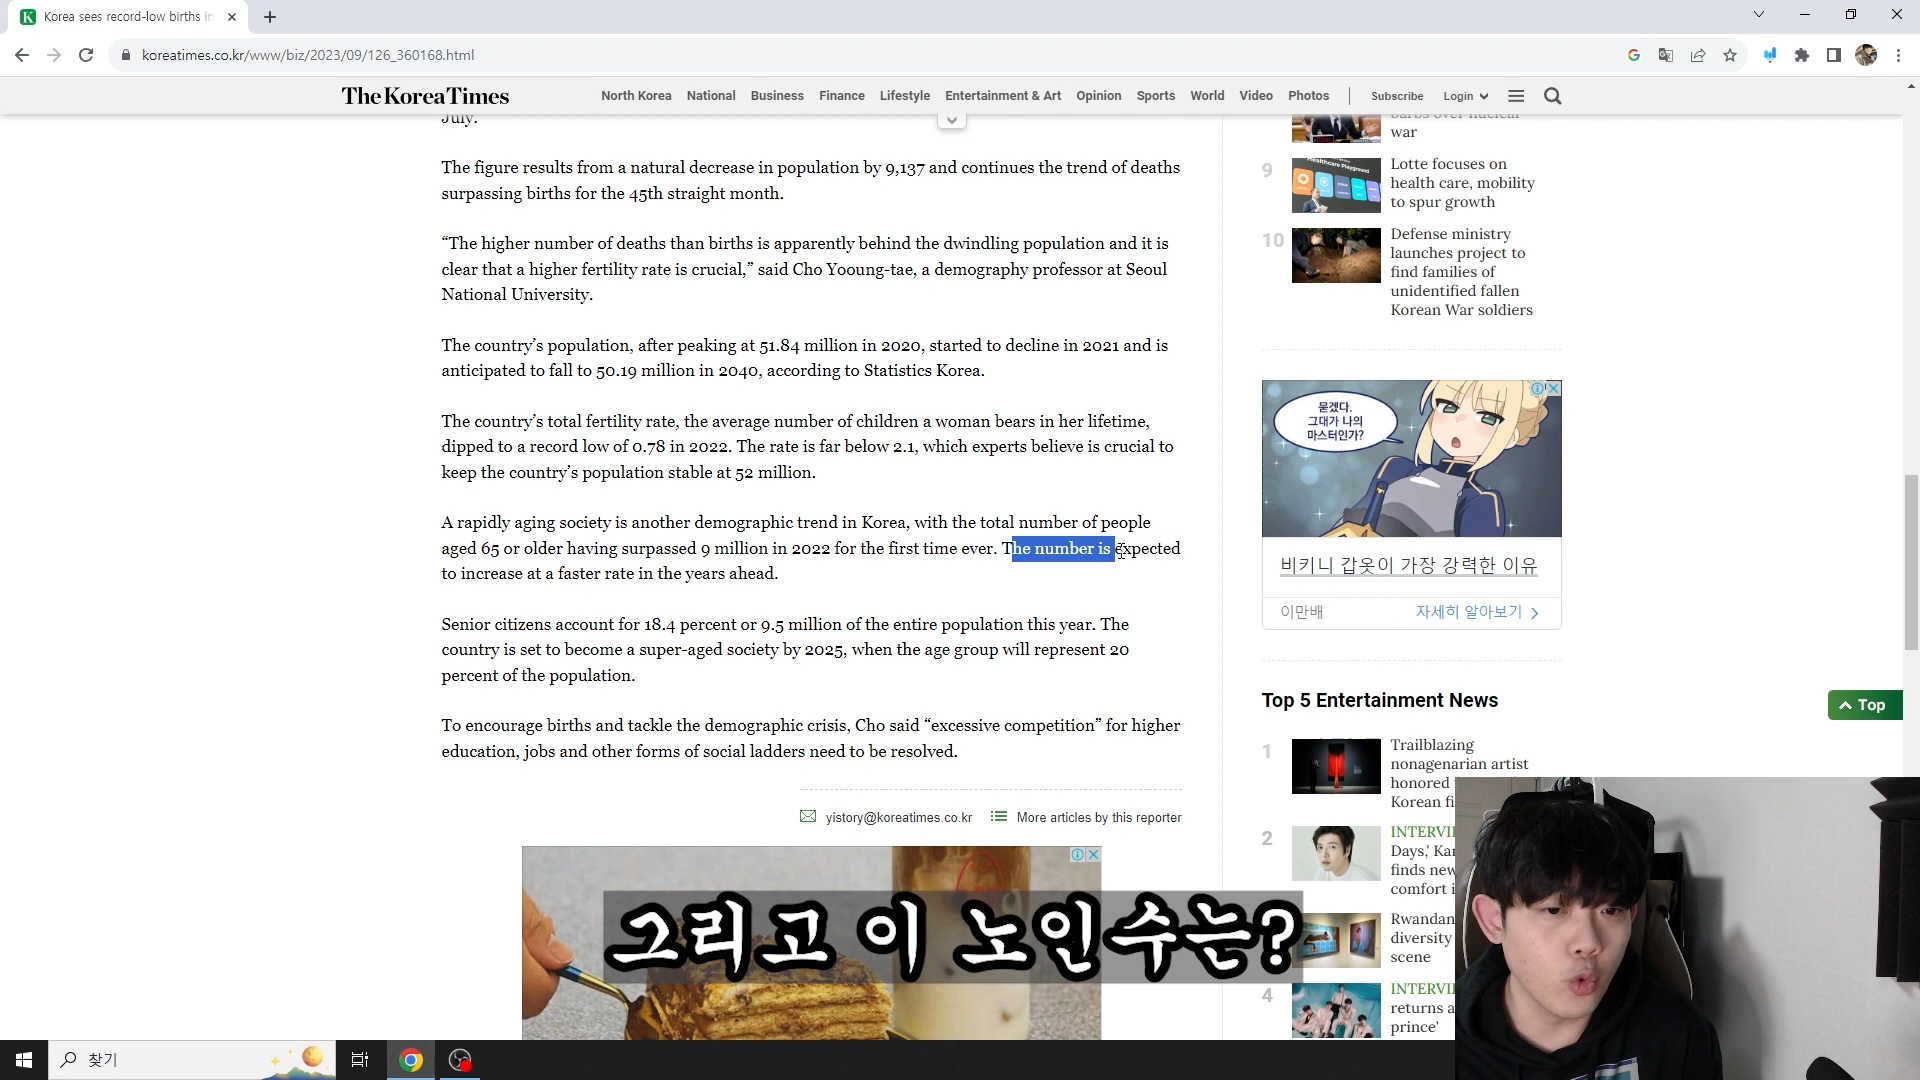 Korea sees record-low births in
koreatimes.co.kr/www/biz/2023/09/126_360168.html
The Korea Times
North Korea National Business Finance Lifestyle Entertainment & Art Opinion Sports World Video Photos Subscribe Login
July.
The figure results from a natural decrease in population by 9,137 and continues the trend of deaths
surpassing births for the 45th straight month.
“The higher number of deaths than births is apparently behind the dwindling population and it is
clear that a higher fertility rate is crucial,” said Cho Yooung-tae, a demography professor at Seoul
National University.
The country’s population, after peaking at 51.84 million in 2020, started to decline in 2021 and is
anticipated to fall to 50.19 million in 2040, according to Statistics Korea.
The country’s total fertility rate, the average number of children a woman bears in her lifetime,
dipped to a record low of 0.78 in 2022. The rate is far below 2.1, which experts believe is crucial to
keep the country’s population stable at 52 million.
A rapidly aging society is another demographic trend in Korea, with the total number of people
aged 65 or older having surpassed 9 million in 2022 for the first time ever. The number is expected
to increase at a faster rate in the years ahead.
Senior citizens account for 18.4 percent or 9.5 million of the entire population this year. The
country is set to become a super-aged society by 2025, when the age group will represent 20
percent of the population.
To encourage births and tackle the demographic crisis, Cho said “excessive competition” for higher
education, jobs and other forms of social ladders need to be resolved.
yistory@koreatimes.co.kr More articles by this reporter
barbs over nuclear
war
9
Healthcare Playground
Lotte focuses on
health care, mobility
to spur growth
10
Defense ministry
launches project to
find families of
unidentified fallen
Korean War soldiers
묻겠다.
그대가 나의
마스터인가?
비키니 갑옷이 가장 강력한 이유
이만배 자세히 알아보기
Top 5 Entertainment News
Top
1
Trailblazing
nonagenarian artist
honored
Korean fi
2
Days,' Ka
finds new
comfort i
Rwandan
diversity
scene
4
returns a
prince'
그리고 이 노인수는?
찾기